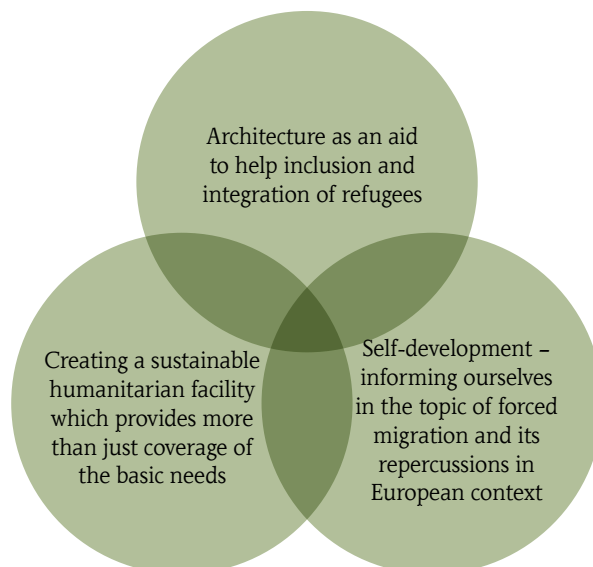 Architecture as an aid
to help inclusion and
integration of refugees
Creating a sustainable
humanitarian facility
which provides more
than just coverage of
the basic needs
Self-development –
informing ourselves
in the topic of forced
migration and its
repercussions in
European context